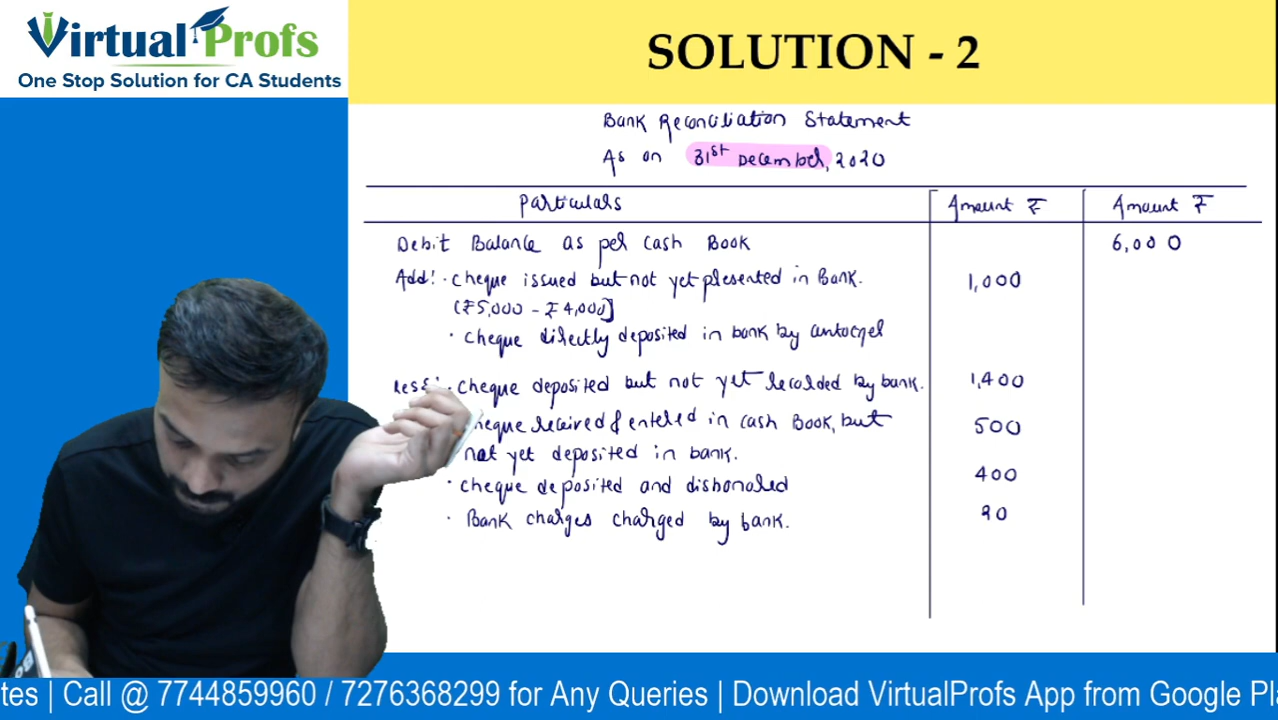 Virtual Profs
One Stop Solution for CA Students
SOLUTION - 2
Bank Reconciliation Statement
As on 31st December, 2020
Particulars Amount ₹ Amount ₹
Debit Balance as per Cash Book 6,000
Add: · Cheque issued but not yet presented in Bank. 1,000
[₹5,000 - ₹4,000]
· Cheque directly deposited in bank by
Less: · Cheque deposited but not yet recorded by bank. 1,400
cheque received & entered in cash Book, but 500
not yet deposited in bank.
· Cheque deposited and dishonored 400
· Bank charges charged by bank. 20
tes | Call @ 7744859960 / 7276368299 for Any Queries | Download VirtualProfs App from Google Pla